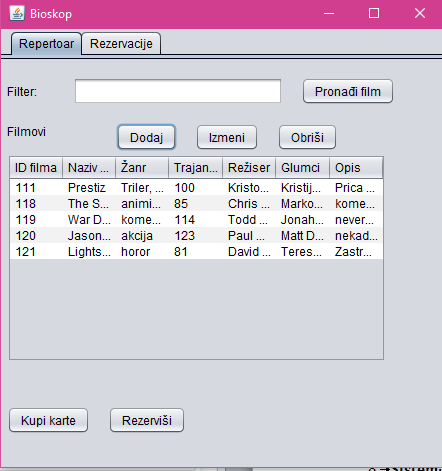 Bioskop
Repertoar Rezervacije
Filter: Pronađi film
Filmovi Dodaj Izmeni Obriši
ID filma Naziv ... Žanr Trajan... Režiser Glumci Opis
111 Prestiz Triler, ... 100 Kristo... Kristij... Prica ...
118 The S... animi... 85 Chris ... Marko... kome...
119 War D... kome... 114 Todd ... Jonah... never...
120 Jason... akcija 123 Paul ... Matt D... nekad...
121 Lights... horor 81 David ... Teres... Zastr...
Kupi karte Rezerviši